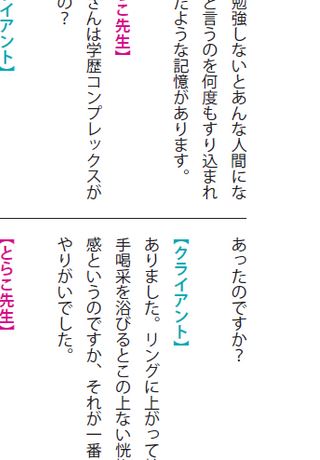 勉強しないとあんな人間にな
と言うのを何度もすり込まれ
たような記憶があります。
こ先生】
さんは学歴コンプレックスが
の？
イアント】
あったのですか？
【クライアント】
ありました。リングに上がって
手喝采を浴びるとこの上ない恍
感というのですか、それが一番
やりがいでした。
【とらこ先生】